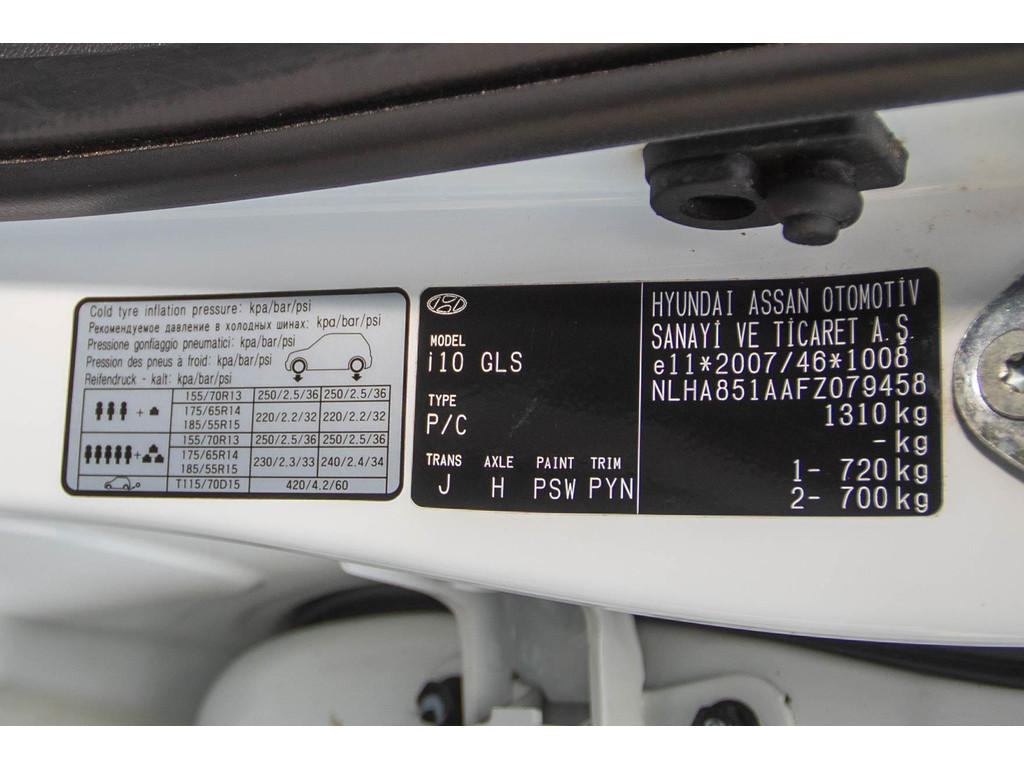 Cold tyre inflation pressure: kpa/bar/psi
Рекомендуемое давление в холодных шинах: kpa/bar/psi
Pressione gonfiaggio pneumatici: kpa/bar/psi
Pression des pneus a froid: kpa/bar/psi
Reifendruck - kalt: kpa/bar/psi
155/70R13 250/2.5/36 250/2.5/36
+ 175/65R14 220/2.2/32 220/2.2/32
185/55R15
155/70R13 250/2.5/36 250/2.5/36
+ 175/65R14 230/2.3/33 240/2.4/34
185/55R15
T115/70D15 420/4.2/60
MODEL
i10 GLS
TYPE
P/C
TRANS AXLE PAINT TRIM
J H PSW PYN
HYUNDAI ASSAN OTOMOTİV
SANAYİ VE TİCARET A.Ş.
e11*2007/46*1008
NLHA851AAFZ079458
1310 kg
- kg
1- 720 kg
2- 700 kg